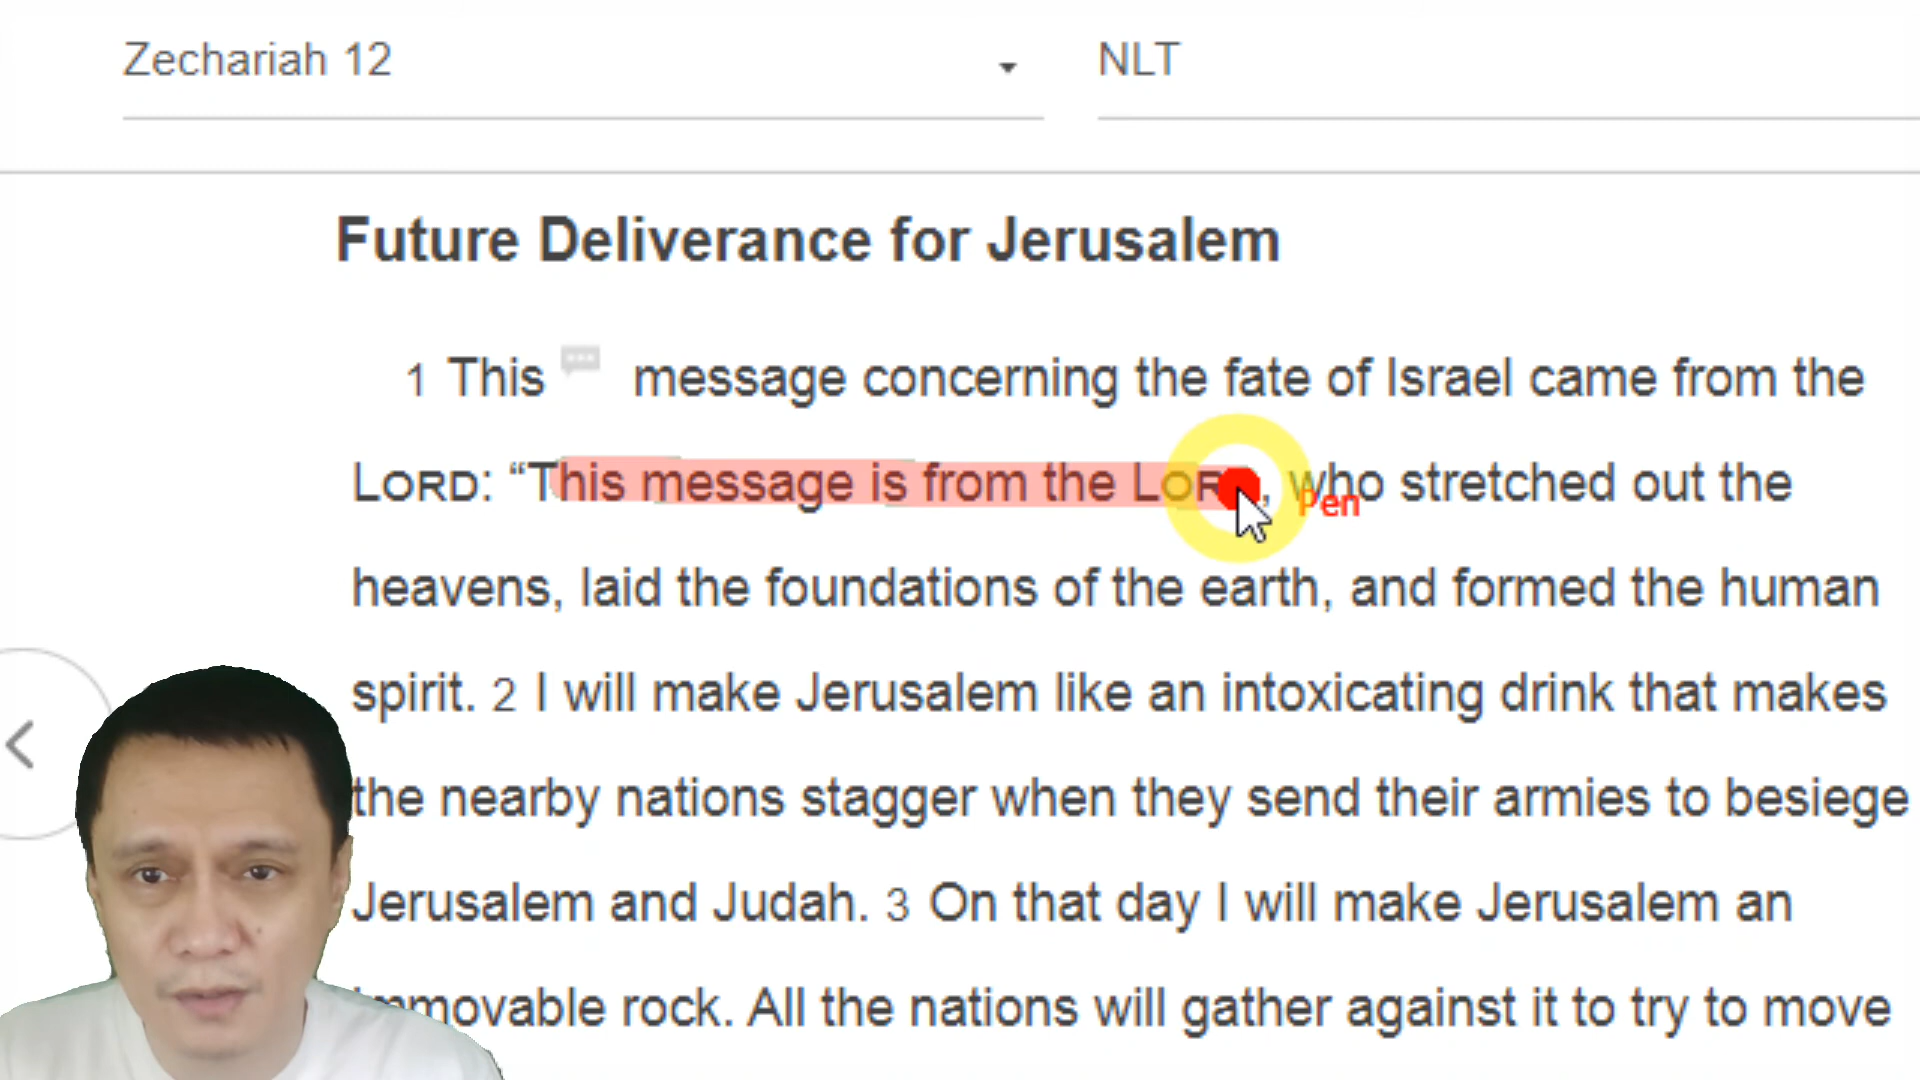 Zechariah 12 NLT
Future Deliverance for Jerusalem
1 This message concerning the fate of Israel came from the
LORD: “This message is from the LORD, who stretched out the
Pen
heavens, laid the foundations of the earth, and formed the human
spirit. 2 I will make Jerusalem like an intoxicating drink that makes
the nearby nations stagger when they send their armies to besiege
Jerusalem and Judah. 3 On that day I will make Jerusalem an
immovable rock. All the nations will gather against it to try to move